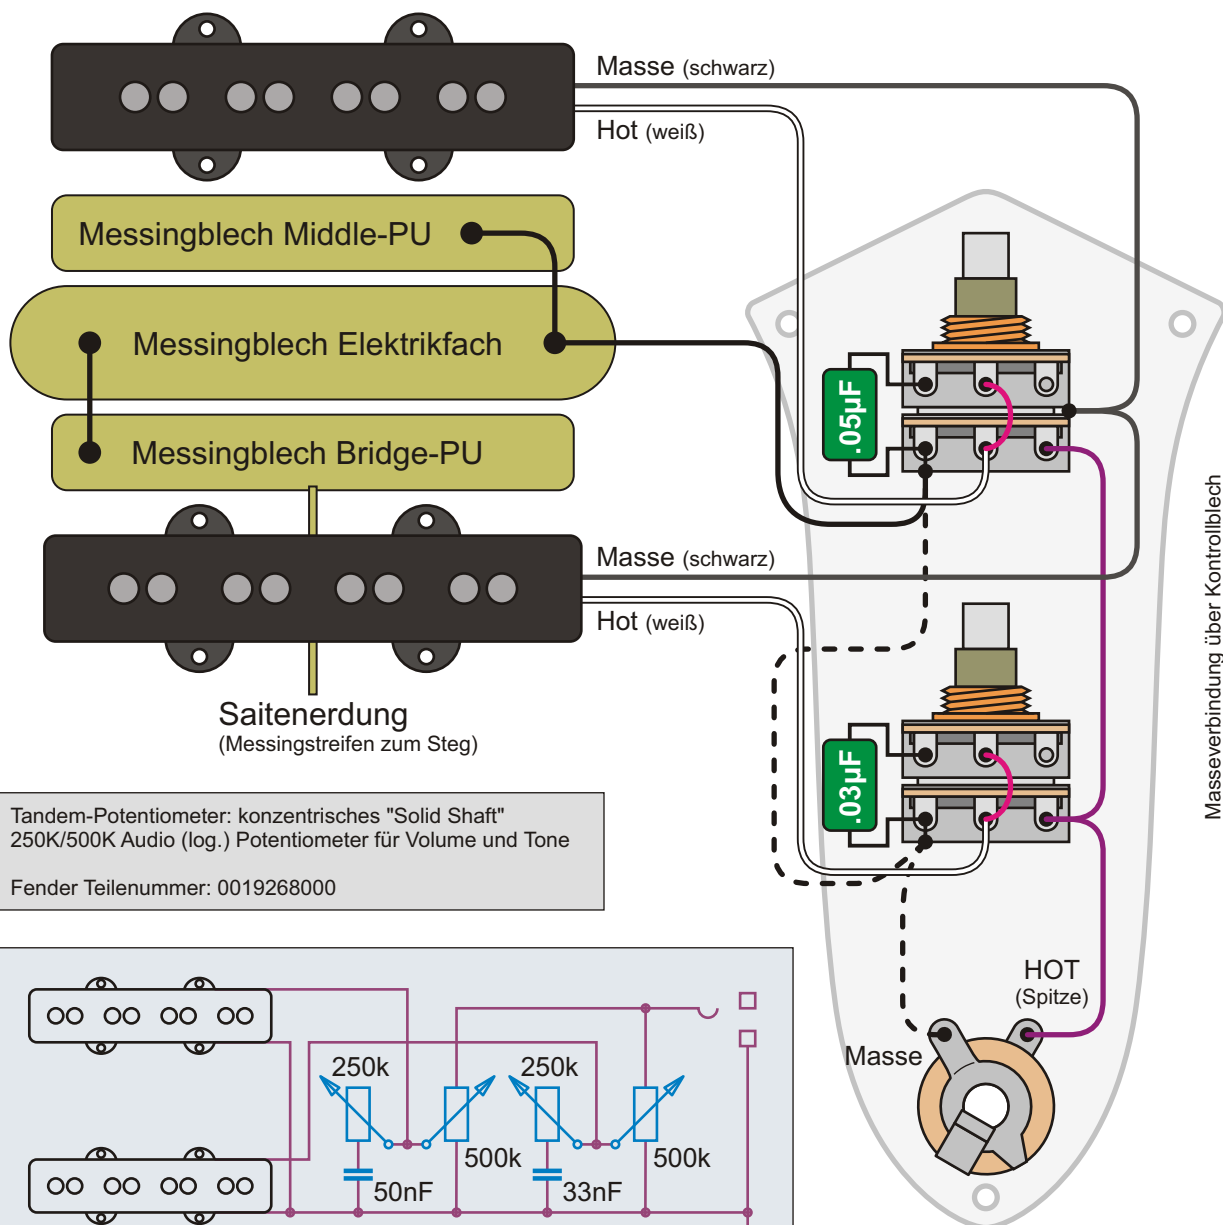 Masse (schwarz)
Hot (weiß)
Messingblech Middle-PU
Messingblech Elektrikfach
Messingblech Bridge-PU
.05µF
Masse (schwarz)
Hot (weiß)
Masseverbindung über Kontrollblech
Saitenerdung
(Messingstreifen zum Steg)
.03µF
Tandem-Potentiometer: konzentrisches "Solid Shaft"
250K/500K Audio (log.) Potentiometer für Volume und Tone
Fender Teilenummer: 0019268000
HOT
(Spitze)
Masse
250k
250k
500k
500k
50nF
33nF